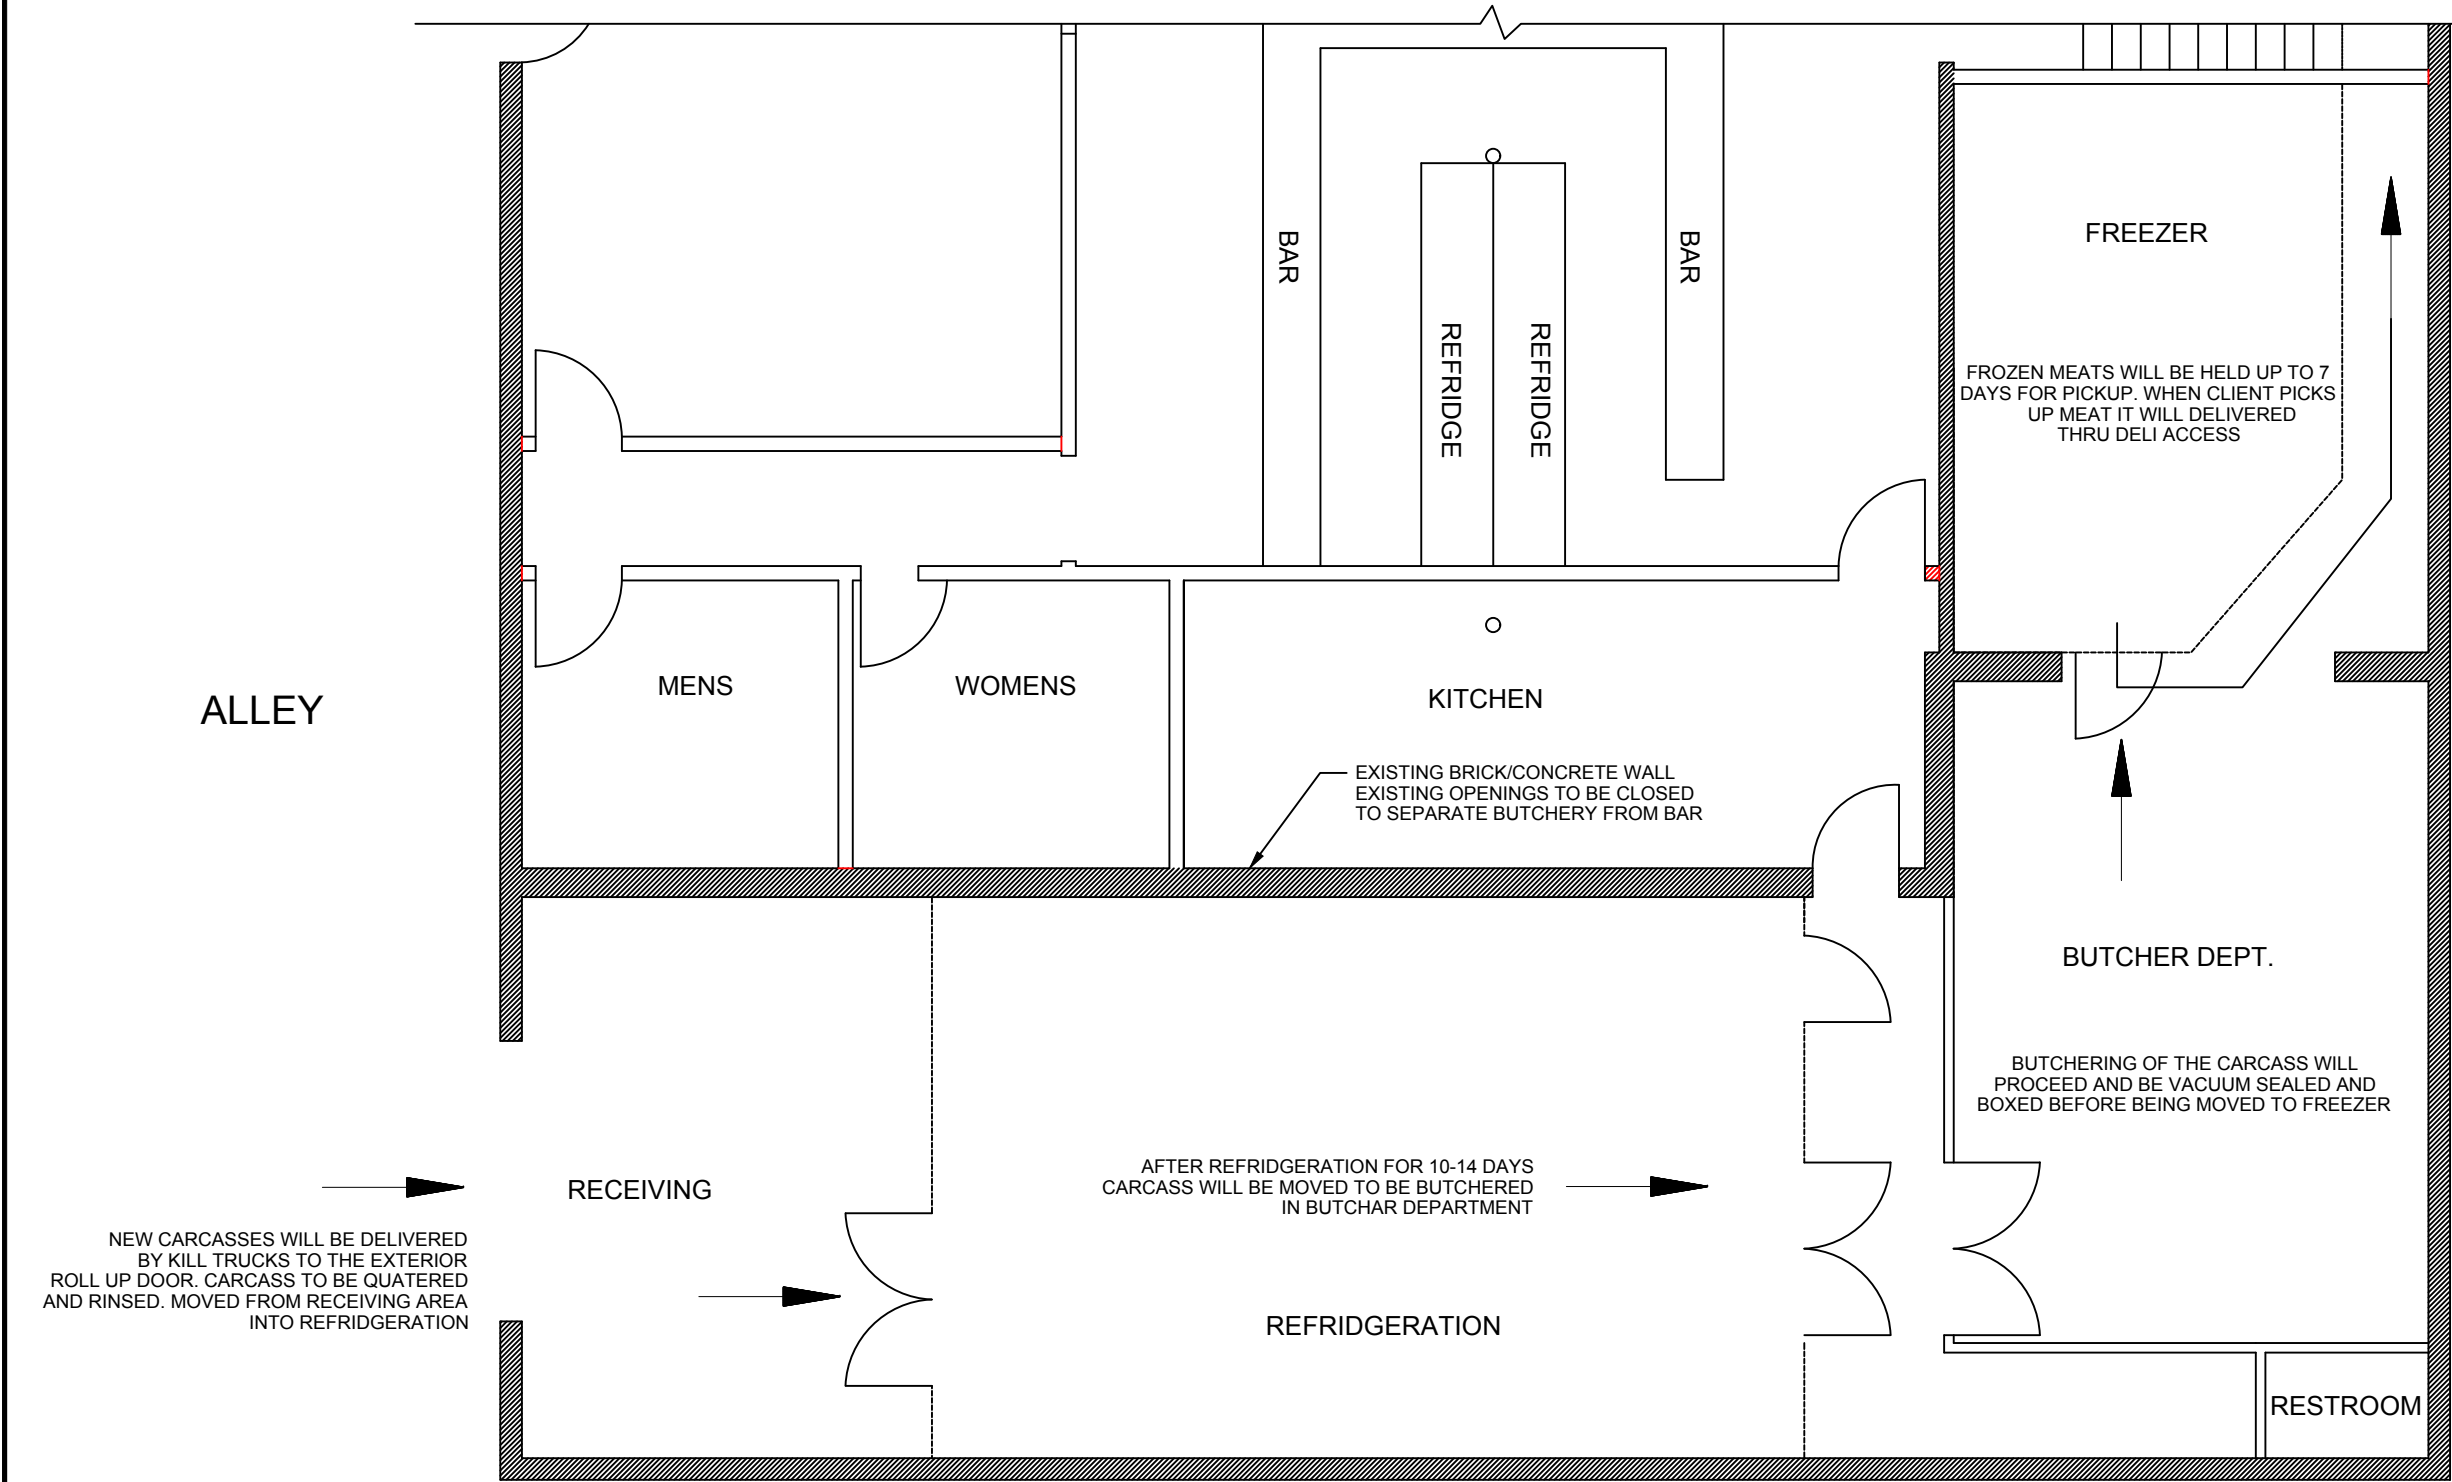 BAR
BAR
REFRIDGE
REFRIDGE
FREEZER
FROZEN MEATS WILL BE HELD UP TO 7
DAYS FOR PICKUP. WHEN CLIENT PICKS
UP MEAT IT WILL DELIVERED
THRU DELI ACCESS
ALLEY
MENS
WOMENS
KITCHEN
EXISTING BRICK/CONCRETE WALL
EXISTING OPENINGS TO BE CLOSED
TO SEPARATE BUTCHERY FROM BAR
BUTCHER DEPT.
BUTCHERING OF THE CARCASS WILL
PROCEED AND BE VACUUM SEALED AND
BOXED BEFORE BEING MOVED TO FREEZER
RECEIVING
NEW CARCASSES WILL BE DELIVERED
BY KILL TRUCKS TO THE EXTERIOR
ROLL UP DOOR. CARCASS TO BE QUATERED
AND RINSED. MOVED FROM RECEIVING AREA
INTO REFRIDGERATION
AFTER REFRIDGERATION FOR 10-14 DAYS
CARCASS WILL BE MOVED TO BE BUTCHERED
IN BUTCHAR DEPARTMENT
REFRIDGERATION
RESTROOM